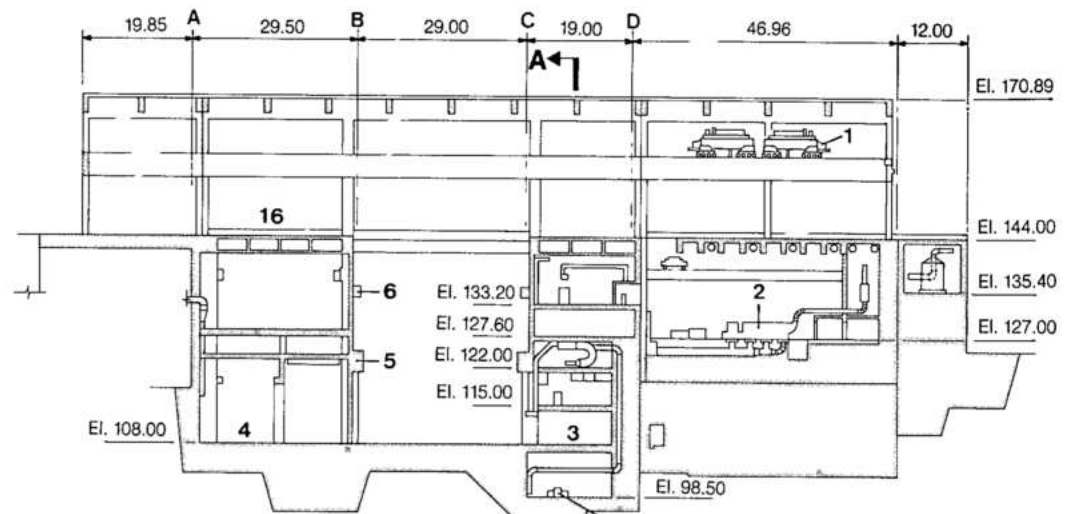 A B C D
19.85 29.50 29.00 19.00 46.96 12.00
A
El. 170.89
1
16
El. 144.00
6
El. 133.20
2
El. 135.40
El. 127.60
El. 127.00
5
El. 122.00
El. 115.00
El. 108.00
4
3
El. 98.50